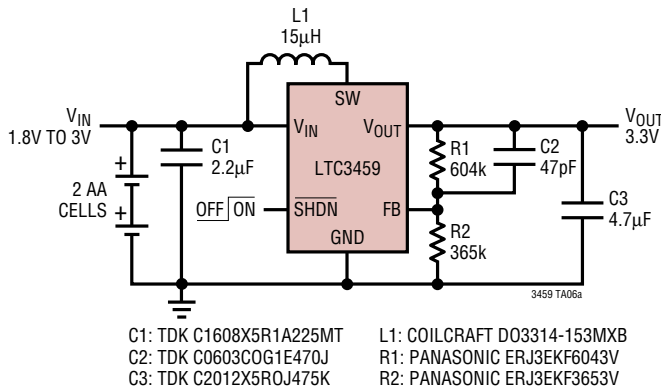 L1
15µH
SW
VIN
1.8V TO 3V
VIN
VOUT
VOUT
3.3V
C1
2.2µF
LTC3459
R1
604k
C2
47pF
+
2 AA
CELLS
+
OFF ON
SHDN
FB
C3
4.7µF
GND
R2
365k
3459 TA06a
C1: TDK C1608X5R1A225MT
L1: COILCRAFT DO3314-153MXB
C2: TDK C0603COG1E470J
R1: PANASONIC ERJ3EKF6043V
C3: TDK C2012X5ROJ475K
R2: PANASONIC ERJ3EKF3653V